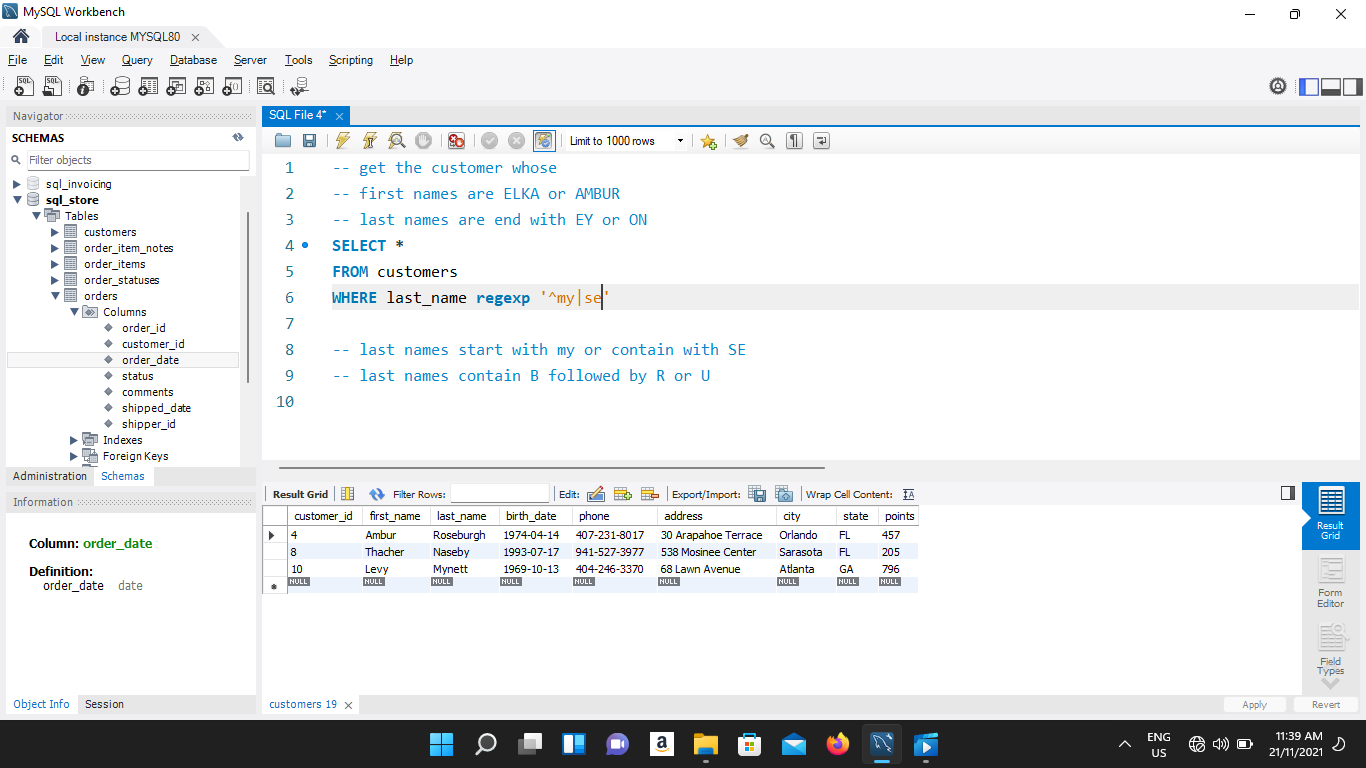 MySQL Workbench
Local instance MYSQL80
File Edit View Query Database Server Tools Scripting Help
Navigator
SCHEMAS
Filter objects
sql_invoicing
sql_store
Tables
customers
order_item_notes
order_items
order_statuses
orders
Columns
order_id
customer_id
order_date
status
comments
shipped_date
shipper_id
Indexes
Foreign Keys
Administration Schemas
Information
Column: order_date
Definition:
order_date date
Object Info Session
SQL File 4*
Limit to 1000 rows
1 -- get the customer whose
2 -- first names are ELKA or AMBUR
3 -- last names are end with EY or ON
4 SELECT *
5 FROM customers
6 WHERE last_name regexp '^my|se'
7
8 -- last names start with my or contain with SE
9 -- last names contain B followed by R or U
10
Result Grid Filter Rows: Edit: Export/Import: Wrap Cell Content:
customer_id first_name last_name birth_date phone address city state points
4 Ambur Roseburgh 1974-04-14 407-231-8017 30 Arapahoe Terrace Orlando FL 457
8 Thacher Naseby 1993-07-17 941-527-3977 538 Mosinee Center Sarasota FL 205
10 Levy Mynett 1969-10-13 404-246-3370 68 Lawn Avenue Atlanta GA 796
NULL NULL NULL NULL NULL NULL NULL NULL NULL
Result
Grid
Form
Editor
Field
Types
customers 19
Apply Revert
ENG
US
11:39 AM
21/11/2021